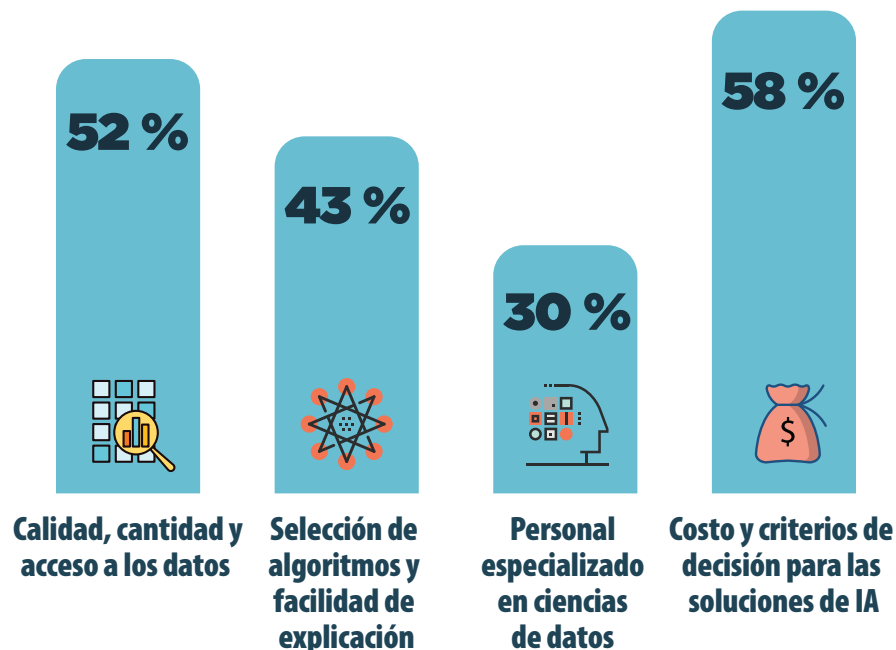 52 %
43 %
30 %
58 %
$
Calidad, cantidad y
acceso a los datos
Selección de
algoritmos y
facilidad de
explicación
Personal
especializado
en ciencias
de datos
Costo y criterios de
decisión para las
soluciones de IA